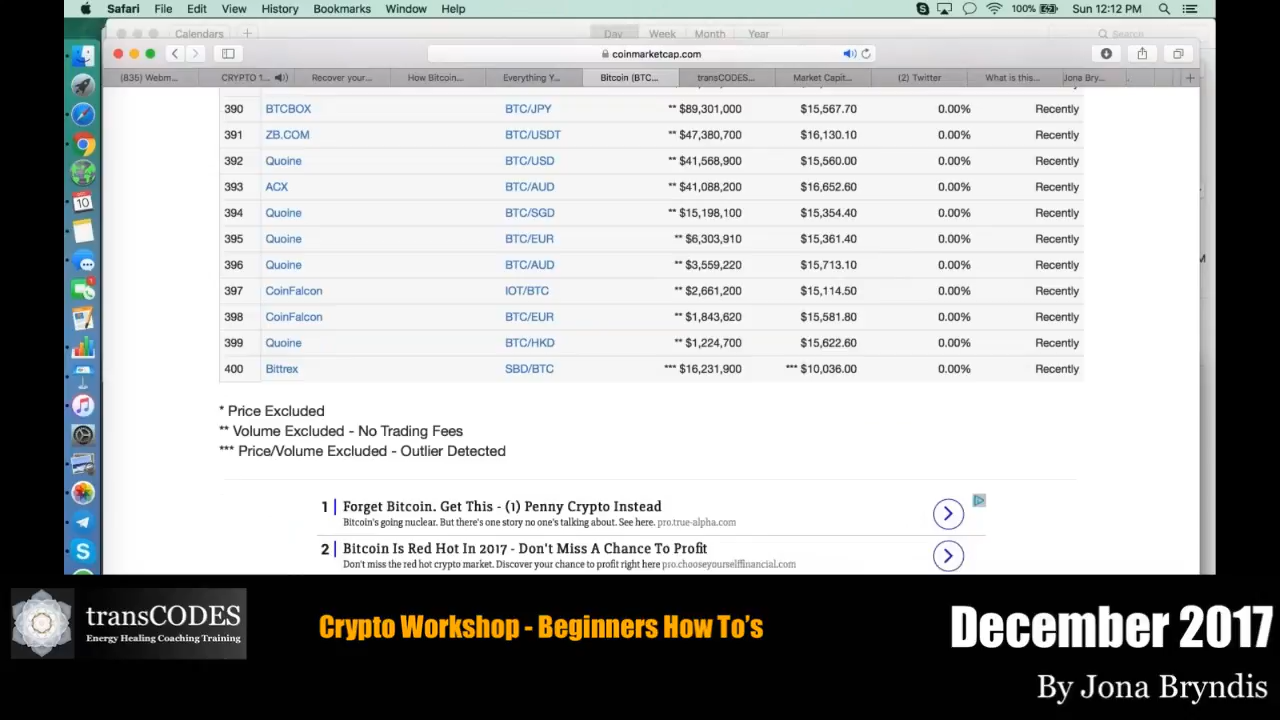 Safari File Edit View History Bookmarks Window Help 100% Sun 12:12 PM
Calendars + Day Week Month Year Search
coinmarketcap.com
(835) Webm... CRYPTO 1... Recover your... How Bitcoin... Everything Y... Bitcoin (BTC... transCODES... Market Capit... (2) Twitter What is this... Jona Bry... +
390 BTCBOX BTC/JPY ** $89,301,000 $15,567.70 0.00% Recently
391 ZB.COM BTC/USDT ** $47,380,700 $16,130.10 0.00% Recently
392 Quoine BTC/USD ** $41,568,900 $15,560.00 0.00% Recently
393 ACX BTC/AUD ** $41,088,200 $16,652.60 0.00% Recently
394 Quoine BTC/SGD ** $15,198,100 $15,354.40 0.00% Recently
395 Quoine BTC/EUR ** $6,303,910 $15,361.40 0.00% Recently
396 Quoine BTC/AUD ** $3,559,220 $15,713.10 0.00% Recently
397 CoinFalcon IOT/BTC ** $2,661,200 $15,114.50 0.00% Recently
398 CoinFalcon BTC/EUR ** $1,843,620 $15,581.80 0.00% Recently
399 Quoine BTC/HKD ** $1,224,700 $15,622.60 0.00% Recently
400 Bittrex SBD/BTC *** $16,231,900 *** $10,036.00 0.00% Recently
* Price Excluded
** Volume Excluded - No Trading Fees
*** Price/Volume Excluded - Outlier Detected
1 Forget Bitcoin. Get This - (1) Penny Crypto Instead
Bitcoin's going nuclear. But there's one story no one's talking about. See here. pro.true-alpha.com
2 Bitcoin Is Red Hot In 2017 - Don't Miss A Chance To Profit
Don't miss the red hot crypto market. Discover your chance to profit right here pro.chooseyourselffinancial.com
transCODES
Energy Healing Coaching Training
Crypto Workshop - Beginners How To's
December 2017
By Jona Bryndis